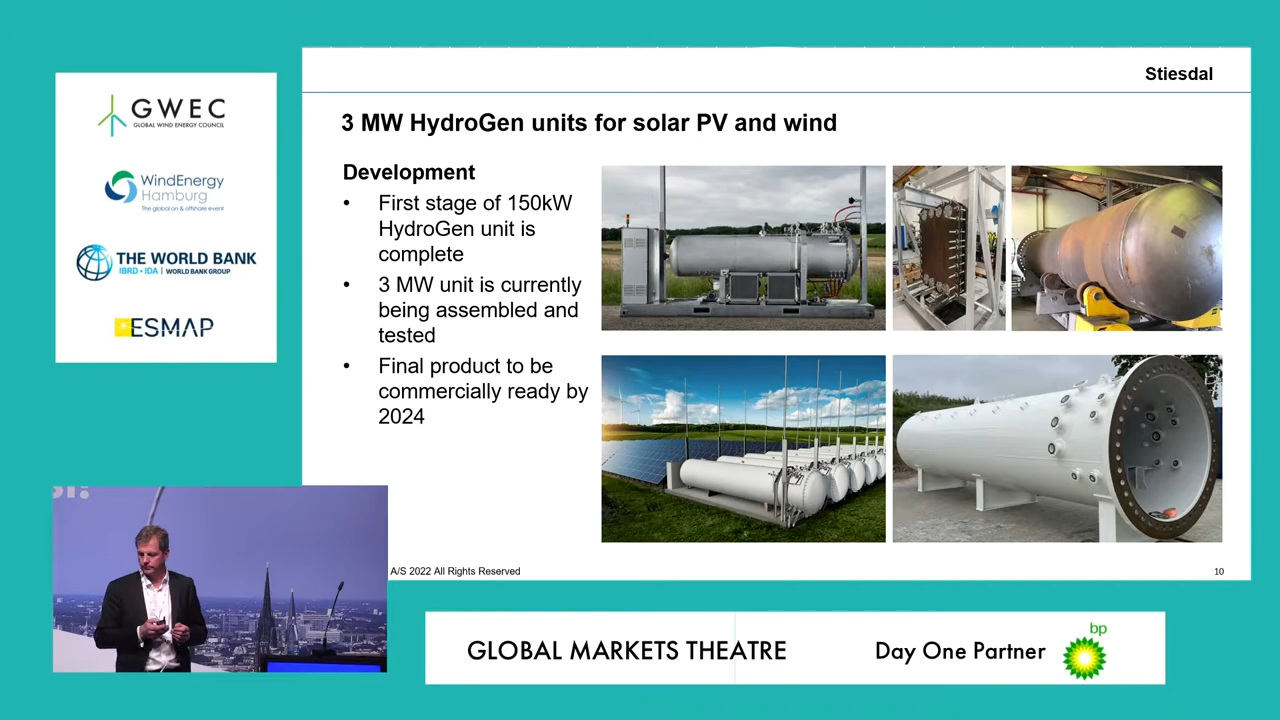 GWEC
GLOBAL WIND ENERGY COUNCIL
WindEnergy
Hamburg
The global on & offshore event
THE WORLD BANK
IBRD • IDA | WORLD BANK GROUP
ESMAP
Stiesdal
3 MW HydroGen units for solar PV and wind
Development
• First stage of 150kW
HydroGen unit is
complete
• 3 MW unit is currently
being assembled and
tested
• Final product to be
commercially ready by
2024
A/S 2022 All Rights Reserved
10
GLOBAL MARKETS THEATRE
Day One Partner
bp